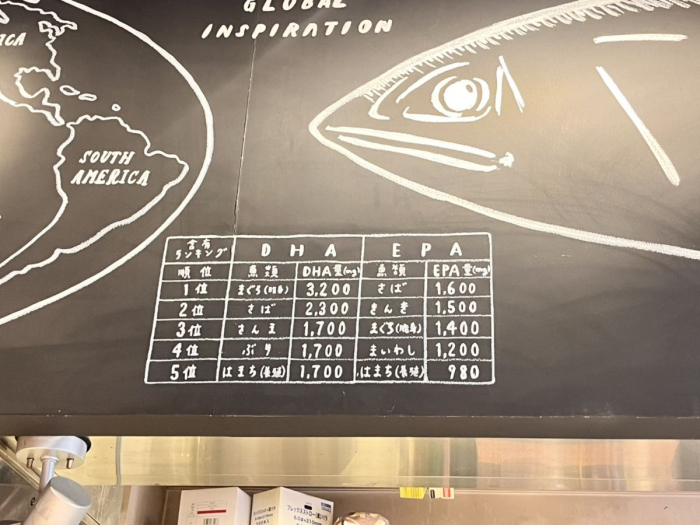 GLOBAL
INSPIRATION
ICA
SOUTH
AMERICA
含有
ランキング DHA EPA
順位 魚類 DHA量(mg) 魚類 EPA量(mg)
1位 まぐろ(脂身) 3,200 さば 1,600
2位 さば 2,300 きんき 1,500
3位 さんま 1,700 まぐろ(脂身) 1,400
4位 ぶり 1,700 まいわし 1,200
5位 はまち(養殖) 1,700 はまち(養殖) 980